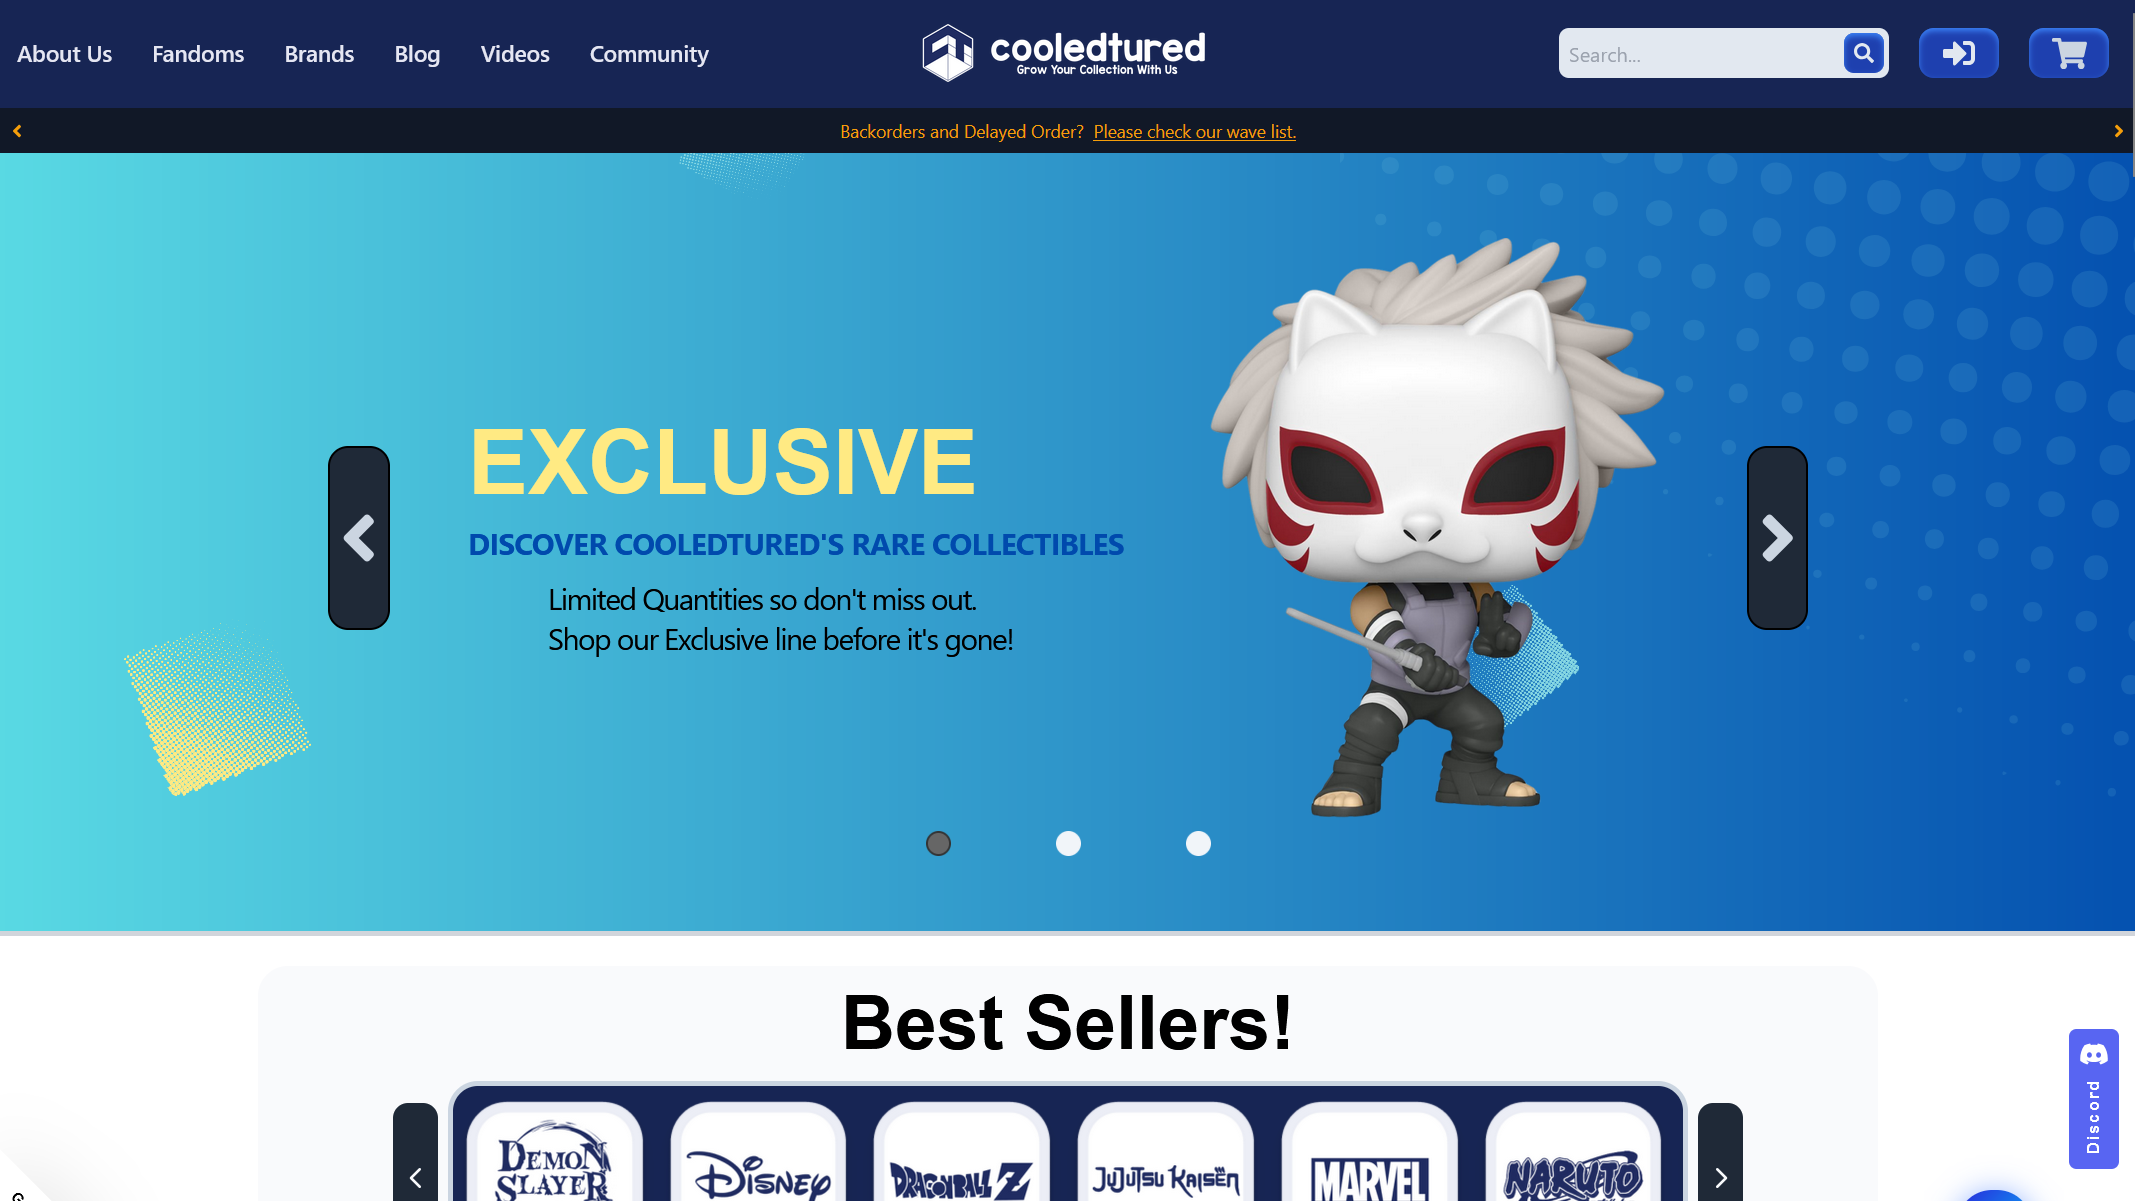 About Us
Fandoms
Brands
Blog
Videos
Community
cooledtured
Grow Your Collection With Us
Search...
Backorders and Delayed Order? Please check our wave list.
EXCLUSIVE
DISCOVER COOLEDTURED'S RARE COLLECTIBLES
Limited Quantities so don't miss out.
Shop our Exclusive line before it's gone!
Best Sellers!
DEMON
SLAYER
DISNEY
DRAGONBALL Z
JUJUTSU KAISEN
MARVEL
NARUTO
Discord